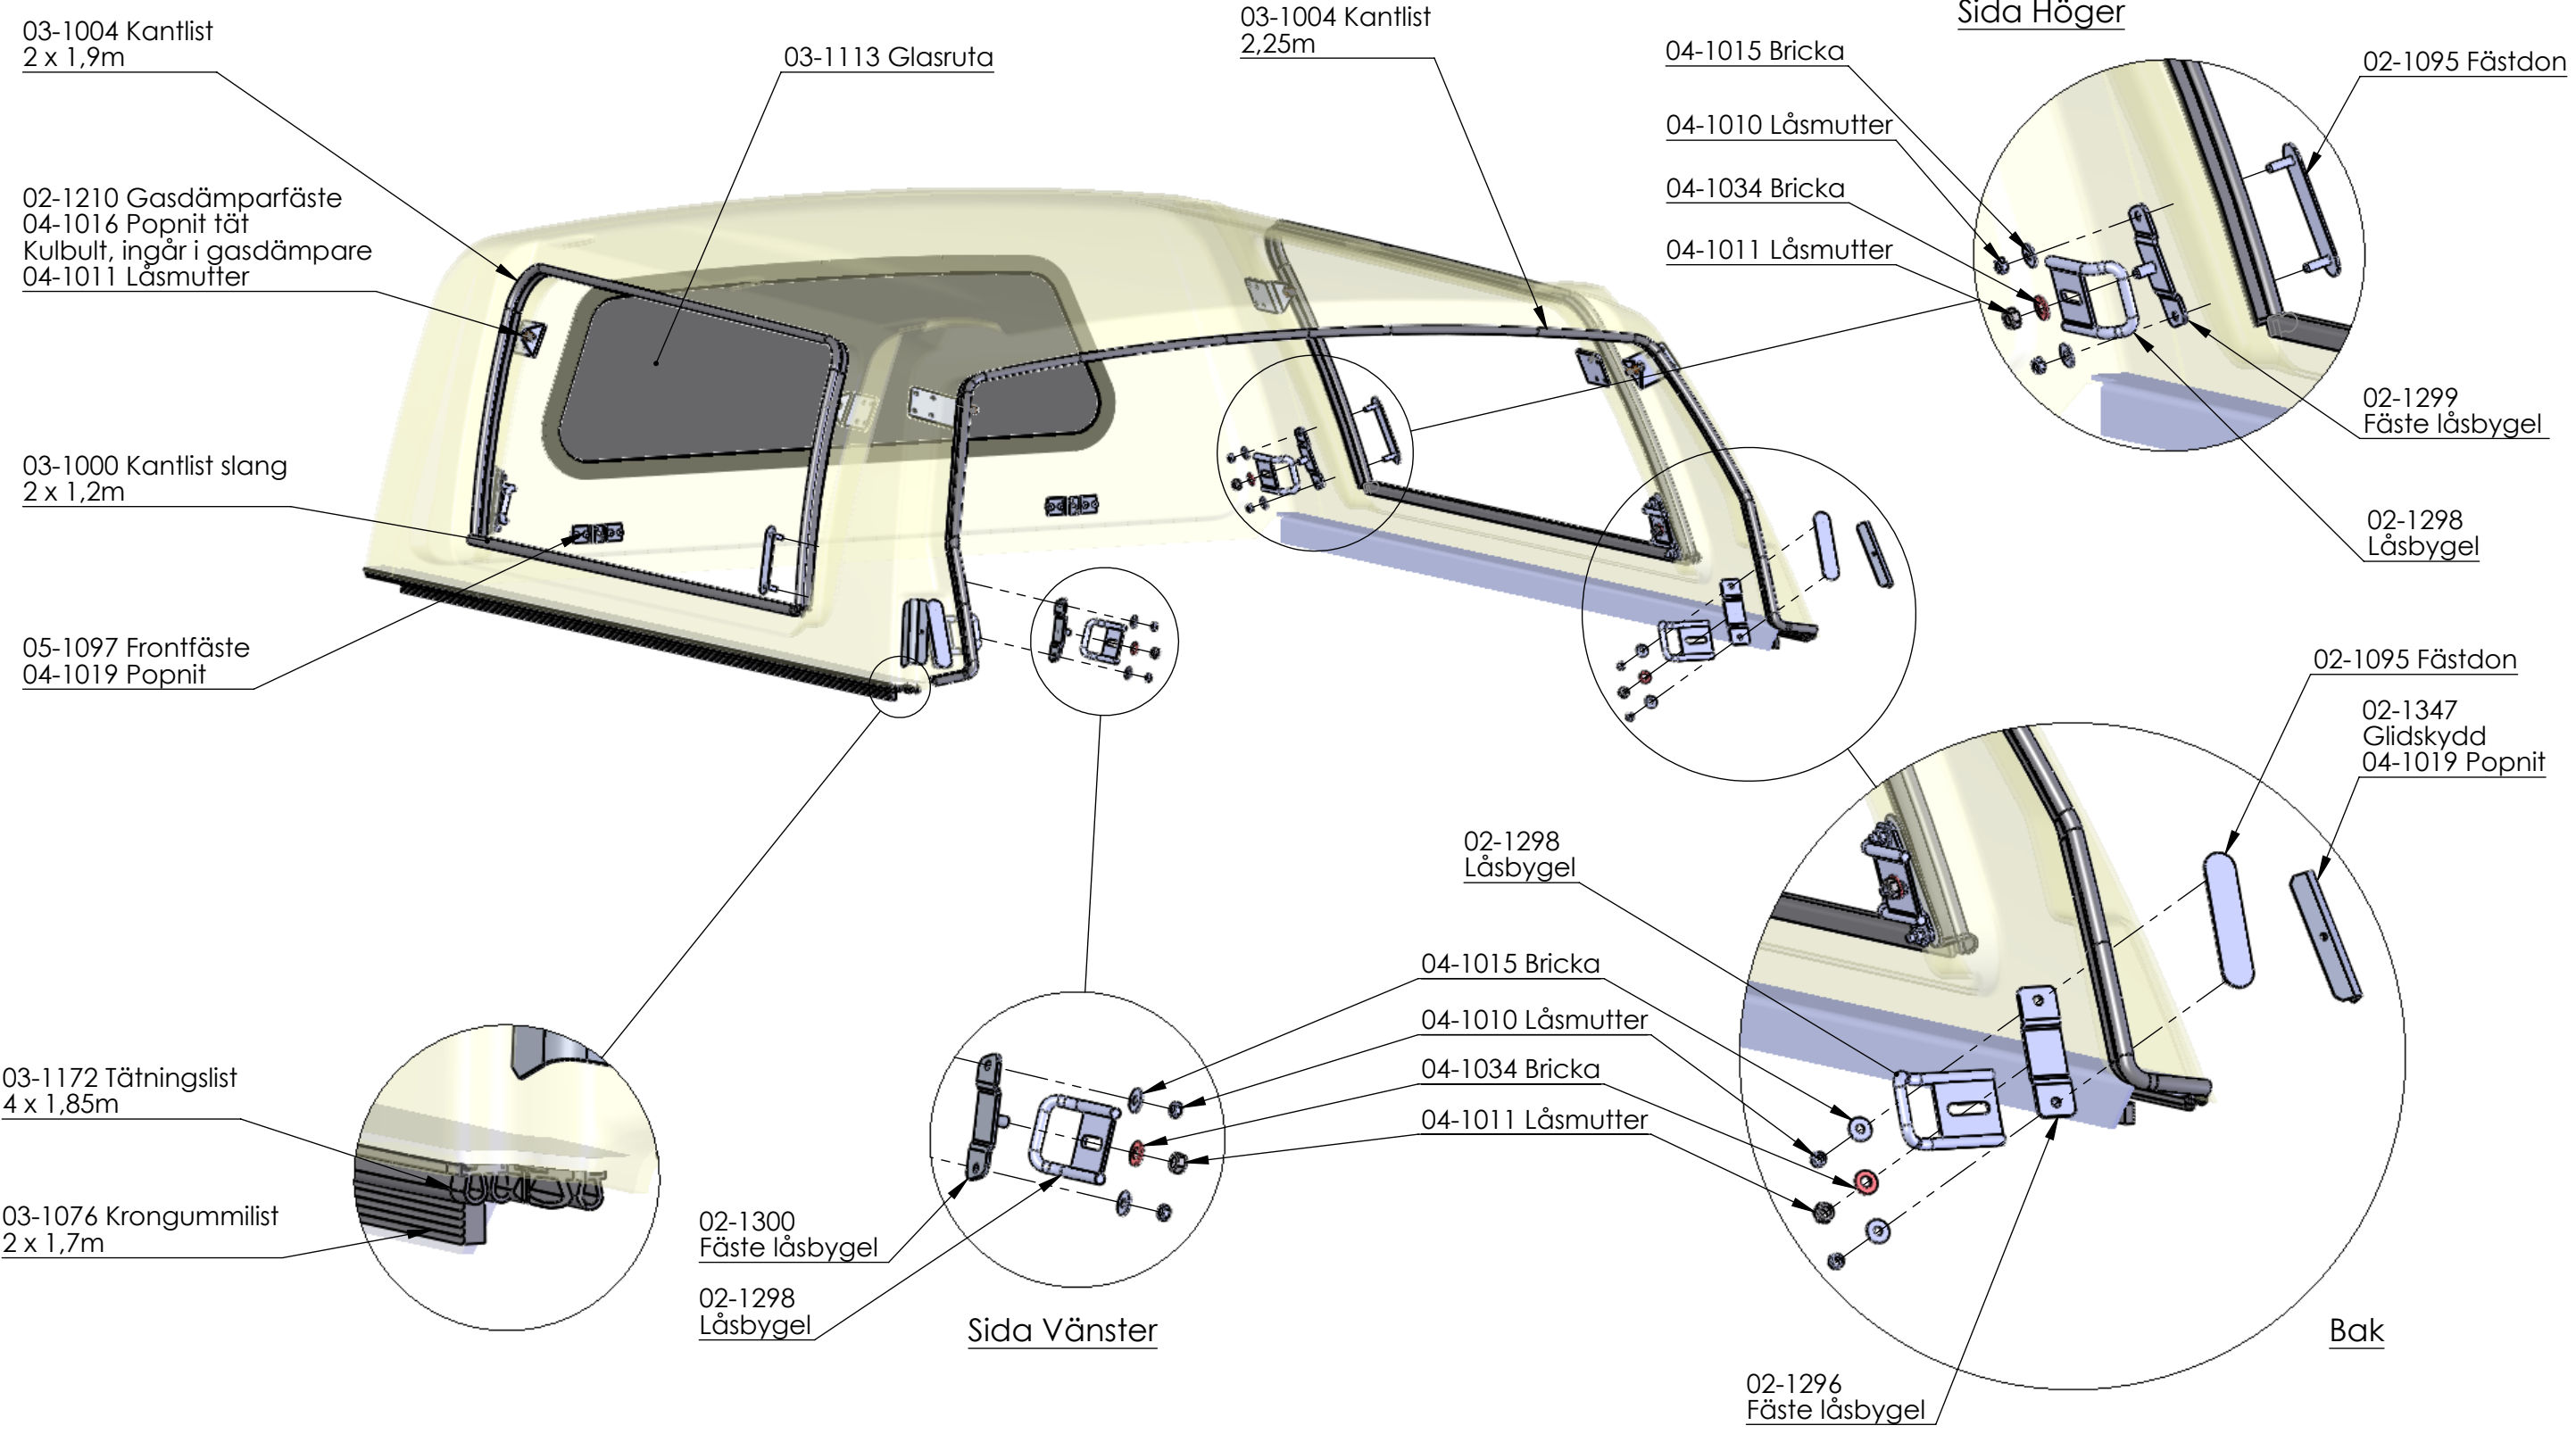 03-1004 Kantlist
2 x 1,9m
03-1113 Glasruta
03-1004 Kantlist
2,25m
Sida Höger
04-1015 Bricka
02-1095 Fästdon
04-1010 Låsmutter
04-1034 Bricka
04-1011 Låsmutter
02-1299
Fäste låsbygel
02-1298
Låsbygel
02-1210 Gasdämparfäste
04-1016 Popnit tät
Kulbult, ingår i gasdämpare
04-1011 Låsmutter
03-1000 Kantlist slang
2 x 1,2m
05-1097 Frontfäste
04-1019 Popnit
02-1095 Fästdon
02-1347
Glidskydd
04-1019 Popnit
02-1298
Låsbygel
04-1015 Bricka
04-1010 Låsmutter
04-1034 Bricka
04-1011 Låsmutter
03-1172 Tätningslist
4 x 1,85m
03-1076 Krongummilist
2 x 1,7m
02-1300
Fäste låsbygel
02-1298
Låsbygel
Sida Vänster
Bak
02-1296
Fäste låsbygel